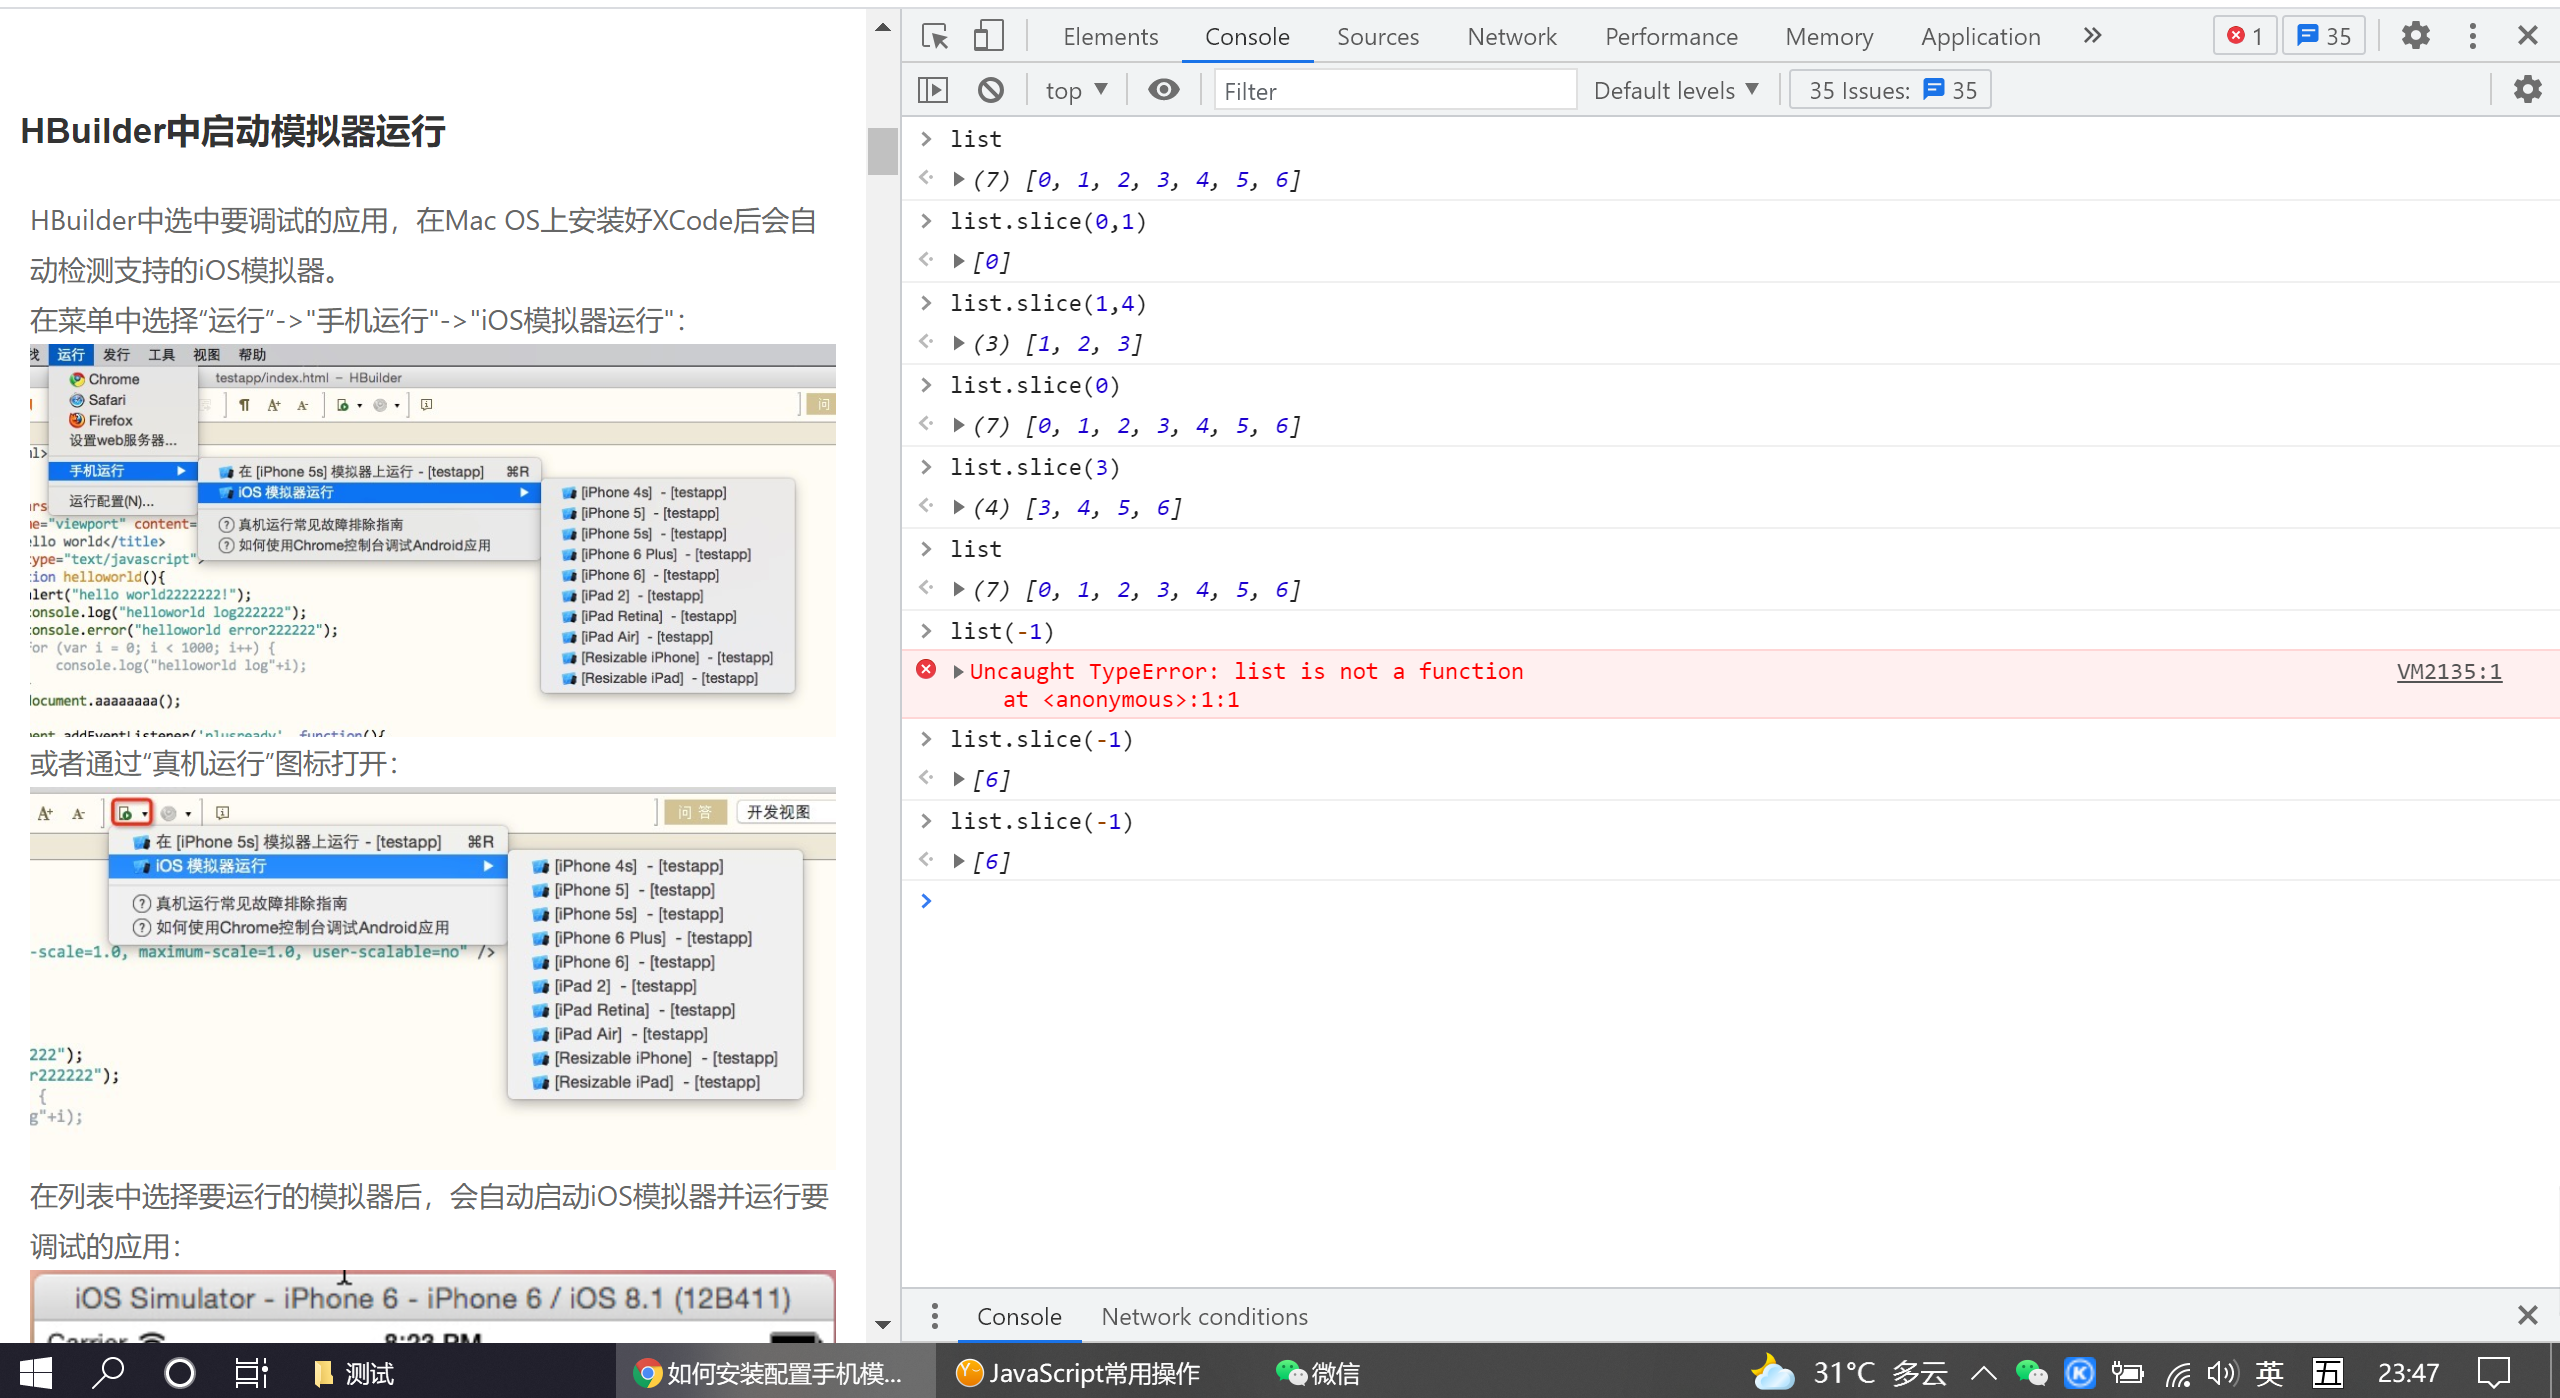 HBuilder中启动模拟器运行
HBuilder中选中要调试的应用，在Mac OS上安装好XCode后会自
动检测支持的iOS模拟器。
在菜单中选择“运行”->"手机运行"->"iOS模拟器运行"：
运行 发行 工具 视图 帮助
testapp/index.html – HBuilder
Chrome
Safari
Firefox
设置web服务器...
手机运行
运行配置(N)...
在 [iPhone 5s] 模拟器上运行 - [testapp] ⌘R
iOS 模拟器运行
真机运行常见故障排除指南
如何使用Chrome控制台调试Android应用
[iPhone 4s] - [testapp]
[iPhone 5] - [testapp]
[iPhone 5s] - [testapp]
[iPhone 6 Plus] - [testapp]
[iPhone 6] - [testapp]
[iPad 2] - [testapp]
[iPad Retina] - [testapp]
[iPad Air] - [testapp]
[Resizable iPhone] - [testapp]
[Resizable iPad] - [testapp]
="viewport" content=
llo world</title>
type="text/javascript"
ion helloworld(){
lert("hello world2222222!");
console.log("helloworld log222222");
console.error("helloworld error222222");
for (var i = 0; i < 1000; i++) {
console.log("helloworld log"+i);
document.aaaaaaaa();
ent.addEventListener('plusready', function(){
或者通过“真机运行”图标打开：
问 答 开发视图
在 [iPhone 5s] 模拟器上运行 - [testapp] ⌘R
iOS 模拟器运行
真机运行常见故障排除指南
如何使用Chrome控制台调试Android应用
[iPhone 4s] - [testapp]
[iPhone 5] - [testapp]
[iPhone 5s] - [testapp]
[iPhone 6 Plus] - [testapp]
[iPhone 6] - [testapp]
[iPad 2] - [testapp]
[iPad Retina] - [testapp]
[iPad Air] - [testapp]
[Resizable iPhone] - [testapp]
[Resizable iPad] - [testapp]
-scale=1.0, maximum-scale=1.0, user-scalable=no" />
222");
r222222");
{
g"+i);
在列表中选择要运行的模拟器后，会自动启动iOS模拟器并运行要
调试的应用：
iOS Simulator - iPhone 6 - iPhone 6 / iOS 8.1 (12B411)
Carrier 8:23 PM
Elements Console Sources Network Performance Memory Application 1 35
top Filter Default levels 35 Issues: 35
list
(7) [0, 1, 2, 3, 4, 5, 6]
list.slice(0,1)
[0]
list.slice(1,4)
(3) [1, 2, 3]
list.slice(0)
(7) [0, 1, 2, 3, 4, 5, 6]
list.slice(3)
(4) [3, 4, 5, 6]
list
(7) [0, 1, 2, 3, 4, 5, 6]
list(-1)
Uncaught TypeError: list is not a function VM2135:1
at <anonymous>:1:1
list.slice(-1)
[6]
list.slice(-1)
[6]
Console Network conditions
测试 如何安装配置手机模... JavaScript常用操作 微信 31°C 多云 英 五 23:47